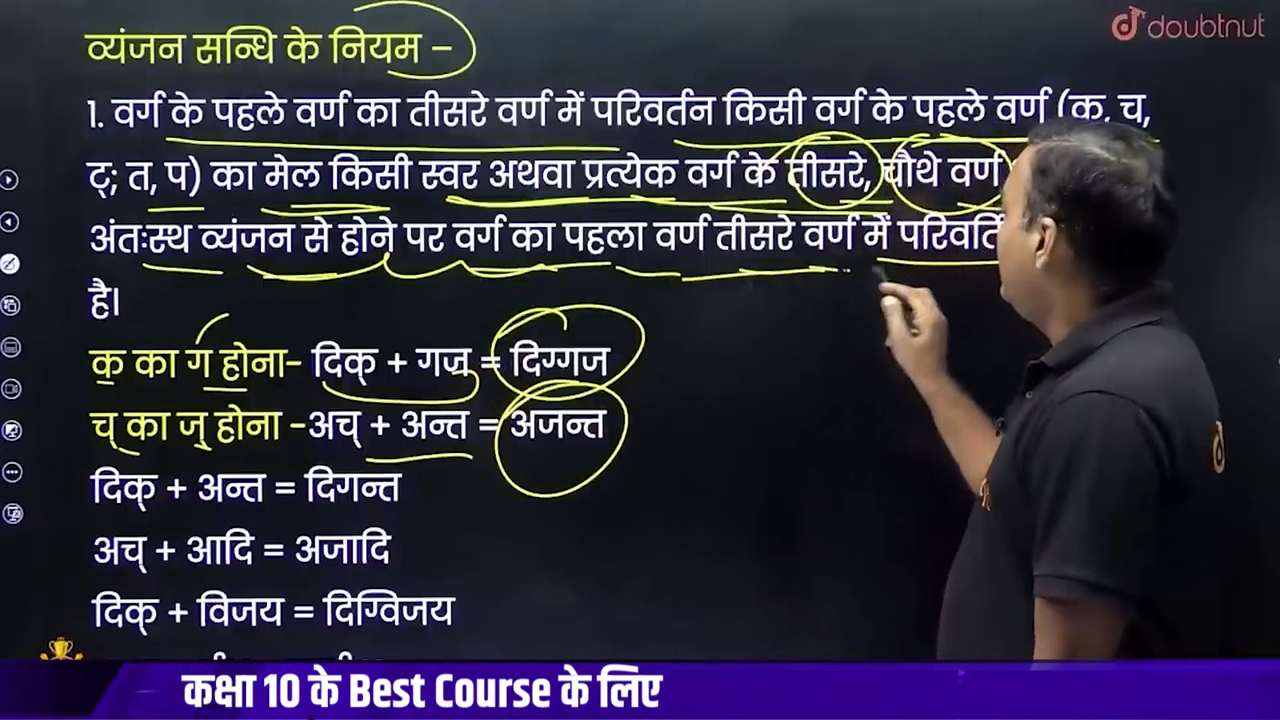 doubtnut
व्यंजन सन्धि के नियम –
1. वर्ग के पहले वर्ण का तीसरे वर्ण में परिवर्तन किसी वर्ग के पहले वर्ण (क, च,
ट्; त, प) का मेल किसी स्वर अथवा प्रत्येक वर्ग के तीसरे, चौथे वर्ण
अंतःस्थ व्यंजन से होने पर वर्ग का पहला वर्ण तीसरे वर्ण में
है।
क का ग होना- दिक् + गज = दिग्गज
च् का ज् होना -अच् + अन्त = अजन्त
दिक् + अन्त = दिगन्त
अच् + आदि = अजादि
दिक् + विजय = दिग्विजय
कक्षा 10 के Best Course के लिए